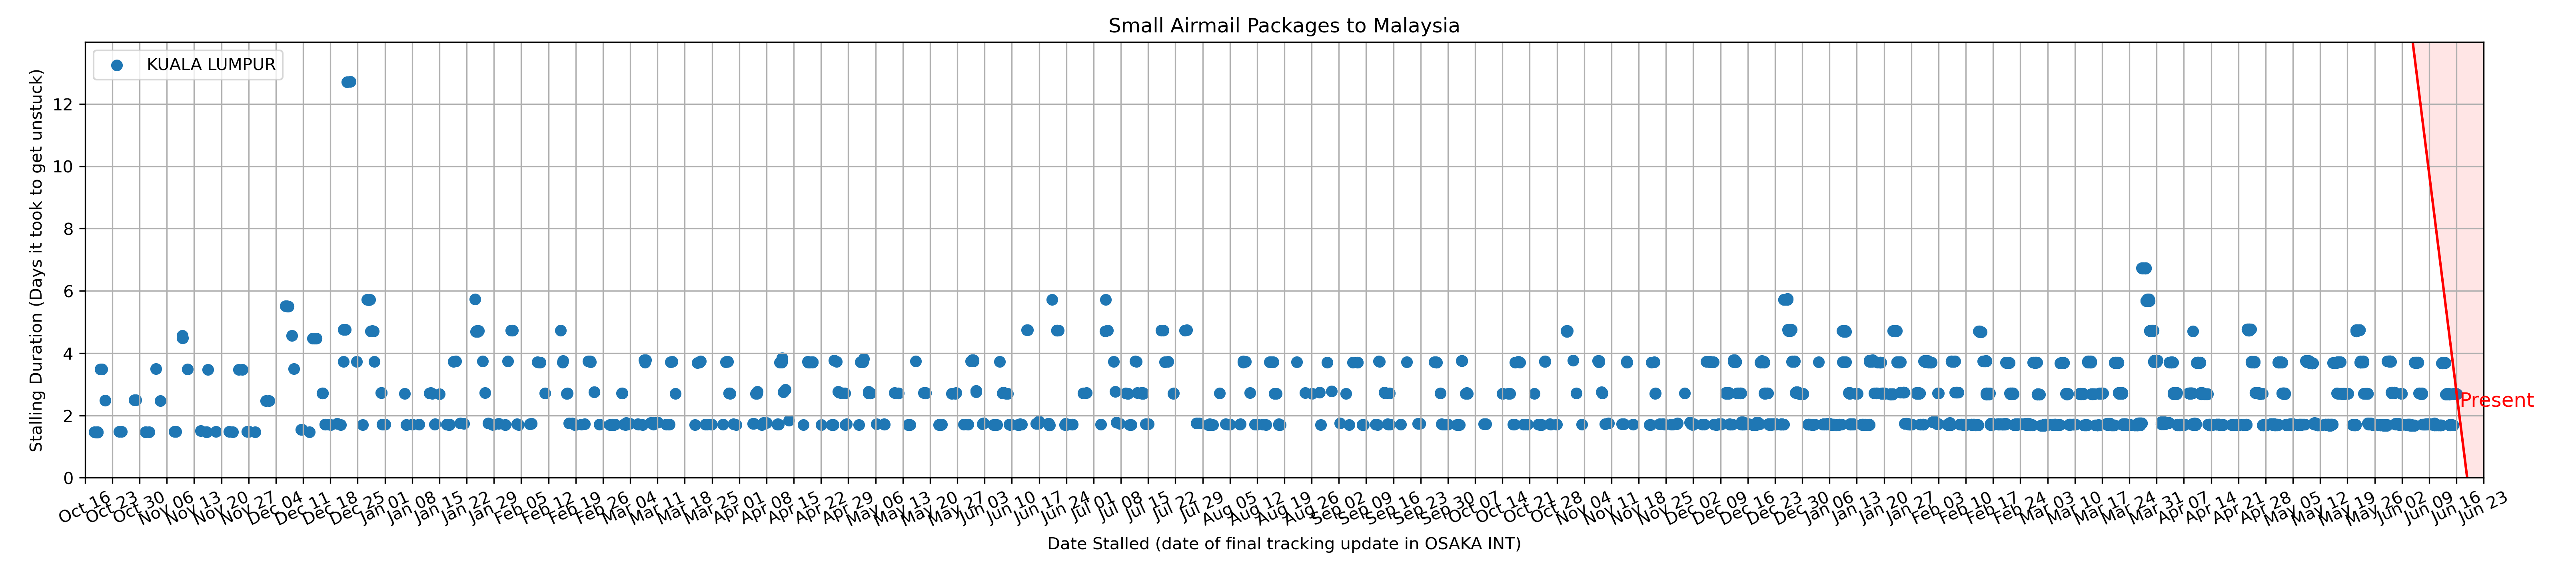 Small Airmail Packages to Malaysia
KUALA LUMPUR
Stalling Duration (Days it took to get unstuck)
12
10
8
6
4
2
0
Present
Oct 16
Oct 23
Oct 30
Nov 06
Nov 13
Nov 20
Nov 27
Dec 04
Dec 11
Dec 18
Dec 25
Jan 01
Jan 08
Jan 15
Jan 22
Jan 29
Feb 05
Feb 12
Feb 19
Feb 26
Mar 04
Mar 11
Mar 18
Mar 25
Apr 01
Apr 08
Apr 15
Apr 22
Apr 29
May 06
May 13
May 20
May 27
Jun 03
Jun 10
Jun 17
Jun 24
Jul 01
Jul 08
Jul 15
Jul 22
Jul 29
Aug 05
Aug 12
Aug 19
Aug 26
Sep 02
Sep 09
Sep 16
Sep 23
Sep 30
Oct 07
Oct 14
Oct 21
Oct 28
Nov 04
Nov 11
Nov 18
Nov 25
Dec 02
Dec 09
Dec 16
Dec 23
Dec 30
Jan 06
Jan 13
Jan 20
Jan 27
Feb 03
Feb 10
Feb 17
Feb 24
Mar 03
Mar 10
Mar 17
Mar 24
Mar 31
Apr 07
Apr 14
Apr 21
Apr 28
May 05
May 12
May 19
May 26
Jun 02
Jun 09
Jun 16
Jun 23
Date Stalled (date of final tracking update in OSAKA INT)